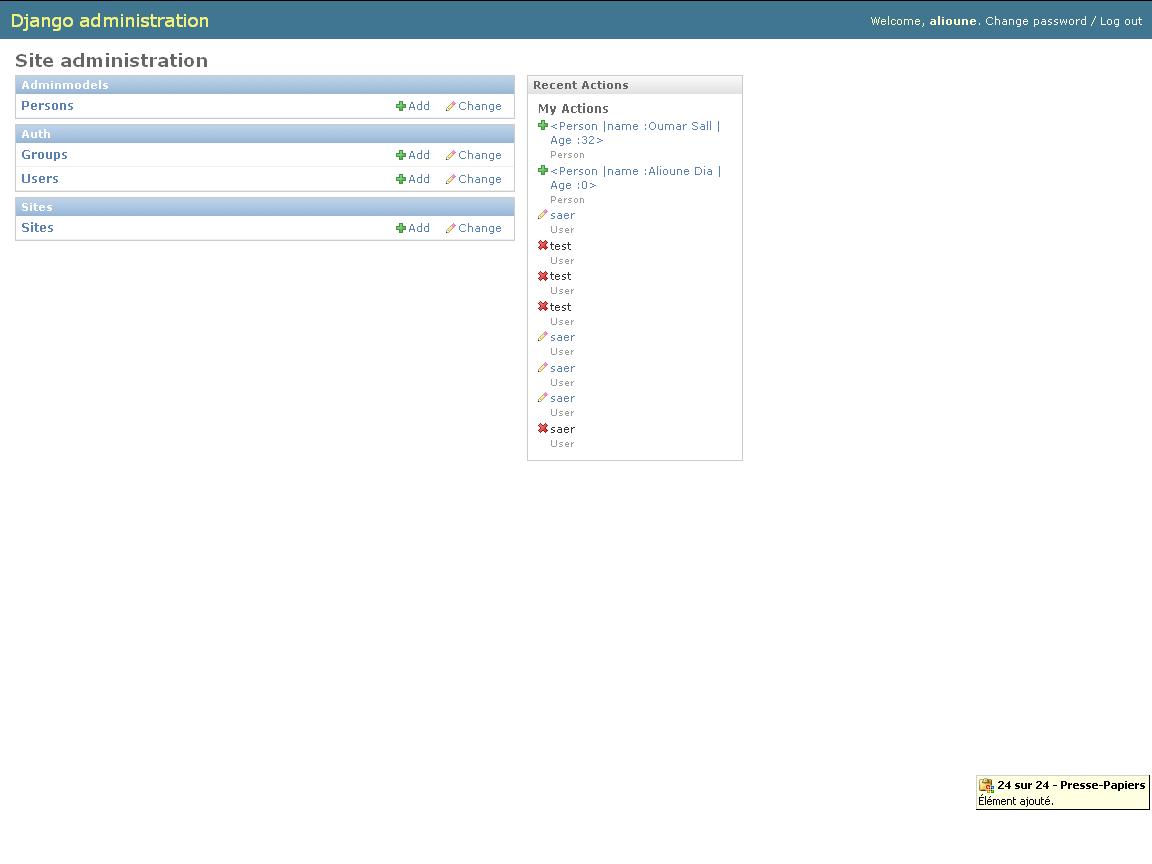 Django administration
Welcome, alioune. Change password / Log out
Site administration
Adminmodels
Persons Add Change
Auth
Groups Add Change
Users Add Change
Sites
Sites Add Change
Recent Actions
My Actions
<Person |name :Oumar Sall |
Age :32>
Person
<Person |name :Alioune Dia |
Age :0>
Person
saer
User
test
User
test
User
test
User
saer
User
saer
User
saer
User
saer
User
24 sur 24 - Presse-Papiers
Élément ajouté.